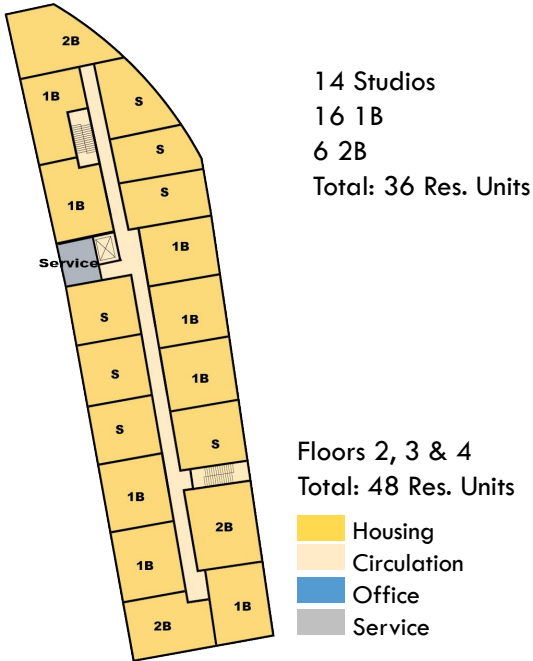 2B
1B
S
S
1B
S
1B
Service
S
1B
S
1B
S
S
1B
2B
1B
1B
2B
14 Studios
16 1B
6 2B
Total: 36 Res. Units
Floors 2, 3 & 4
Total: 48 Res. Units
Housing
Circulation
Office
Service